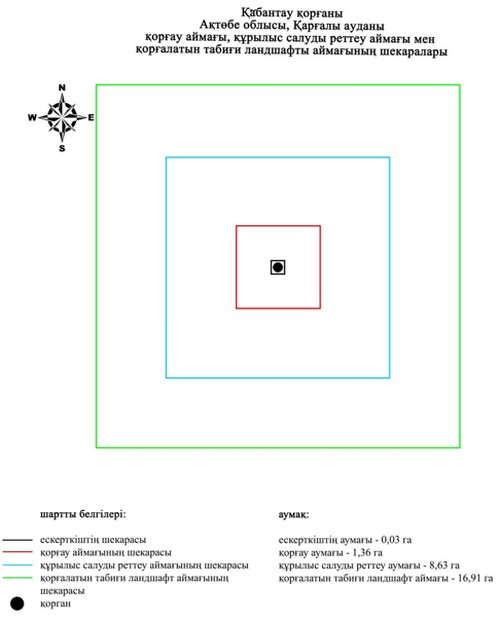 Қабантау қорғаны
Ақтөбе облысы, Қарғалы ауданы
қорғау аймағы, құрылыс салуды реттеу аймағы мен
қорғалатын табиғи ландшафты аймағының шекаралары
N
W E
S
шартты белгілері:
ескерткіштің шекарасы
қорғау аймағының шекарасы
құрылыс салуды реттеу аймағының шекарасы
қорғалатын табиғи ландшафт аймағының
шекарасы
қорған
аумақ:
ескерткіштің аумағы - 0,03 га
қорғау аумағы - 1,36 га
құрылыс салуды реттеу аумағы - 8,63 га
қорғалатын табиғи ландшафт аймағы - 16,91 га